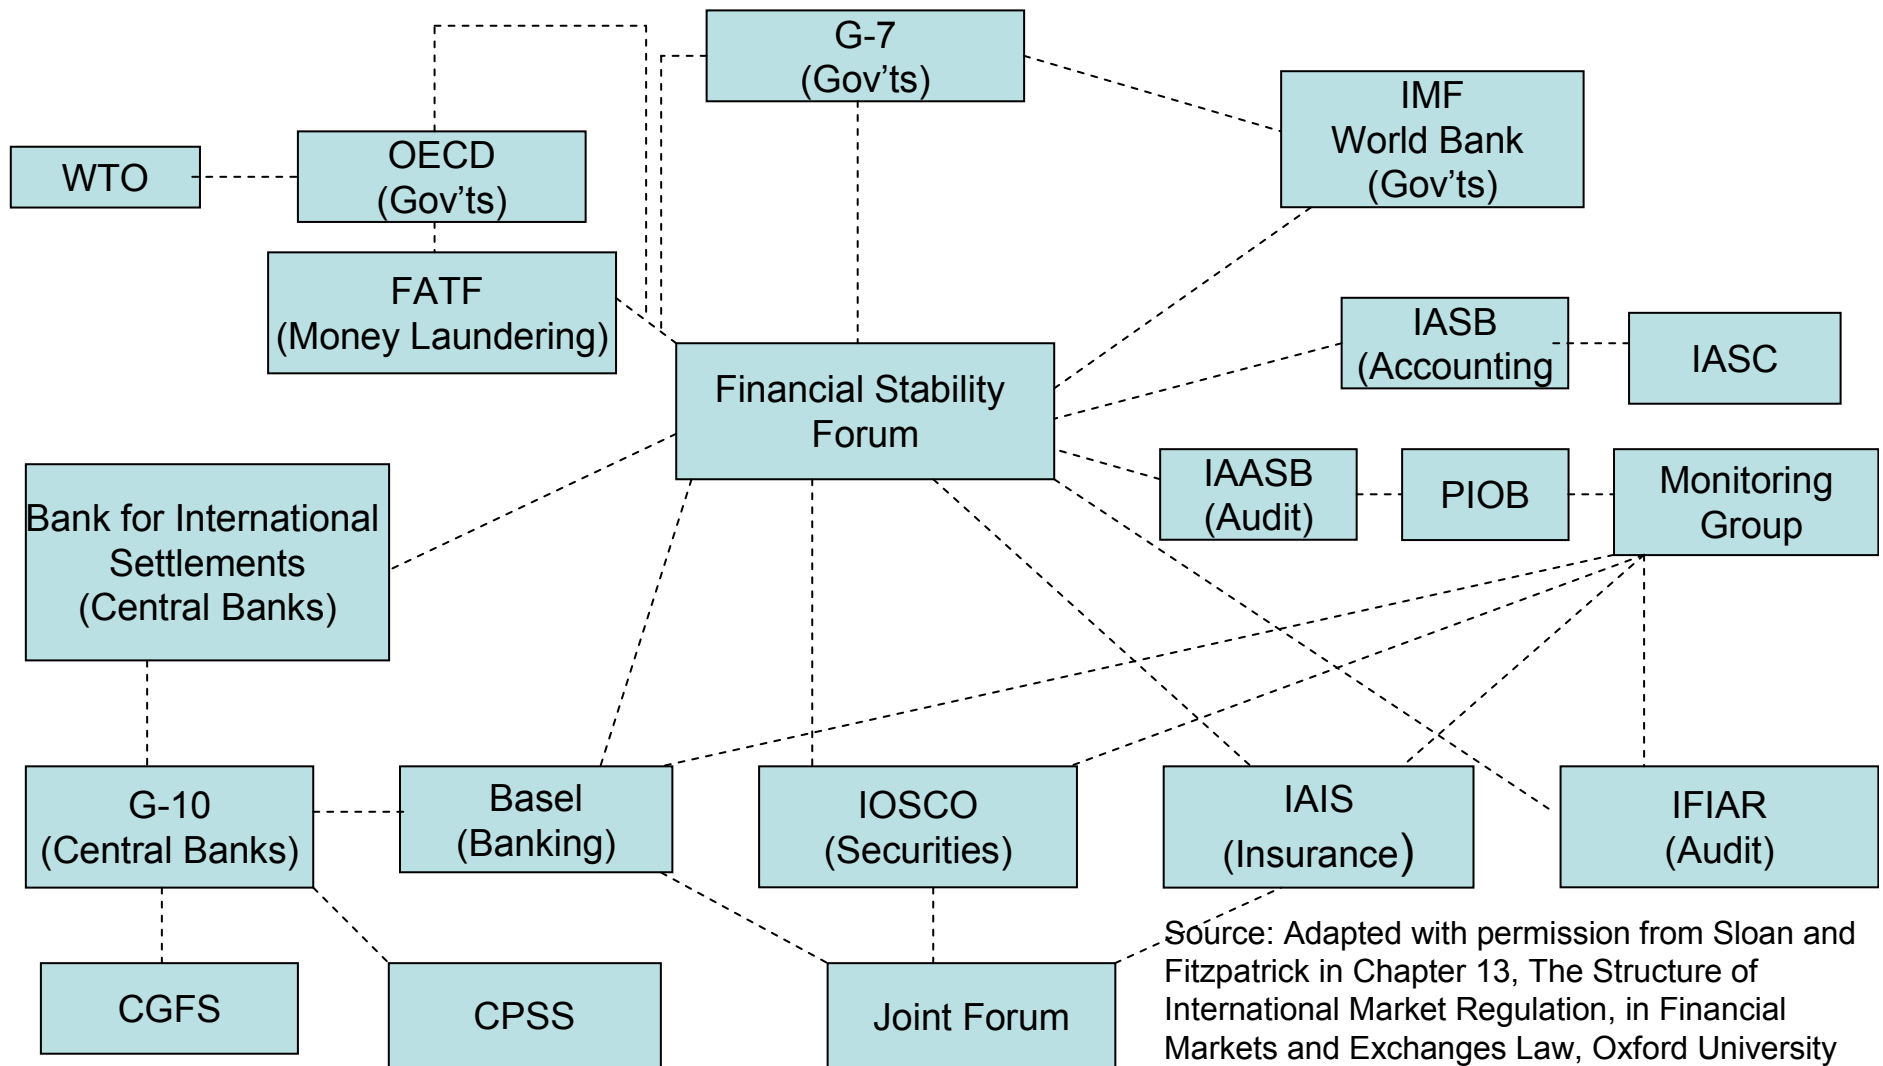 G-7
(Gov'ts)
IMF
World Bank
(Gov'ts)
WTO
OECD
(Gov'ts)
FATF
(Money Laundering)
IASB
(Accounting
IASC
Financial Stability
Forum
IAASB
(Audit)
PIOB
Monitoring
Group
Bank for International
Settlements
(Central Banks)
G-10
(Central Banks)
Basel
(Banking)
IOSCO
(Securities)
IAIS
(Insurance)
IFIAR
(Audit)
CGFS
CPSS
Joint Forum
Source: Adapted with permission from Sloan and
Fitzpatrick in Chapter 13, The Structure of
International Market Regulation, in Financial
Markets and Exchanges Law, Oxford University